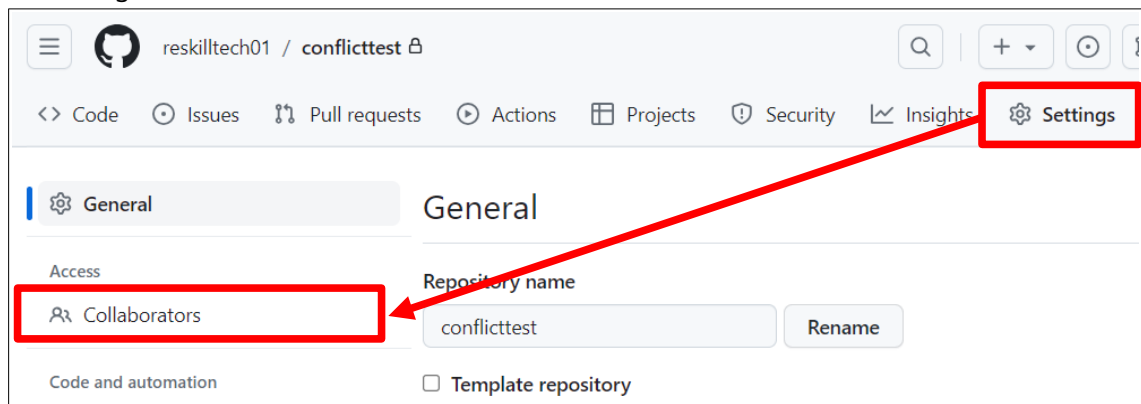 reskilltech01 / conflicttest
<> Code Issues Pull requests Actions Projects Security Insights Settings
General
General
Access
Repository name
Collaborators
conflicttest Rename
Code and automation
Template repository